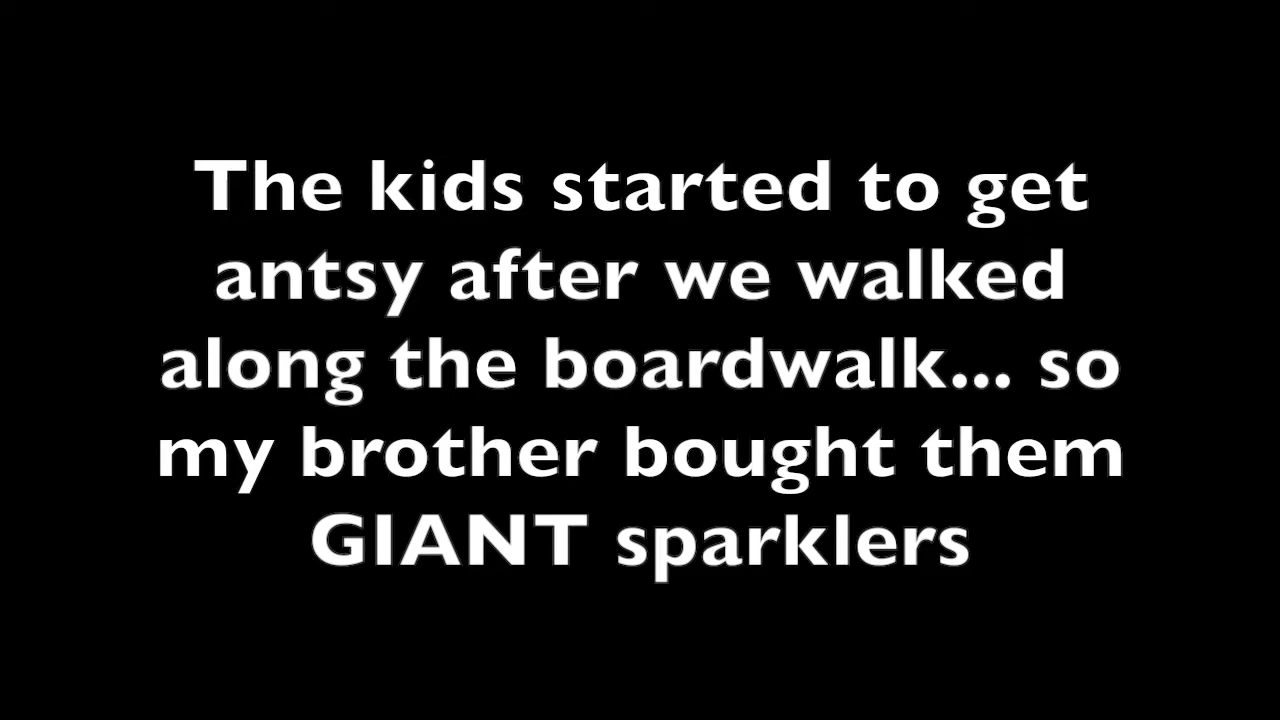 The kids started to get
antsy after we walked
along the boardwalk... so
my brother bought them
GIANT sparklers